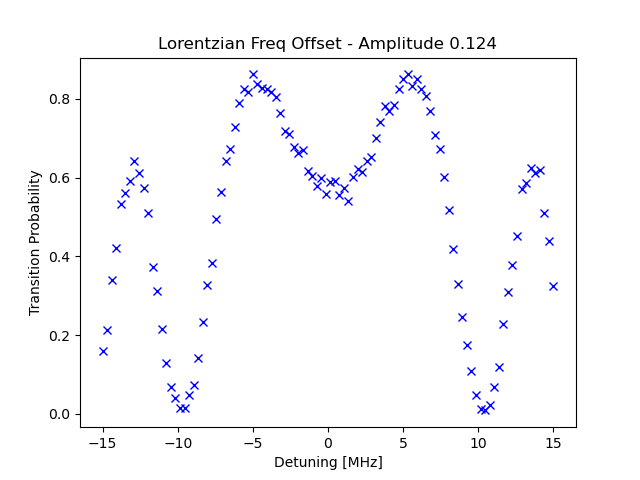 Lorentzian Freq Offset - Amplitude 0.124
Transition Probability
0.8
0.6
0.4
0.2
0.0
−15 −10 −5 0 5 10 15
Detuning [MHz]